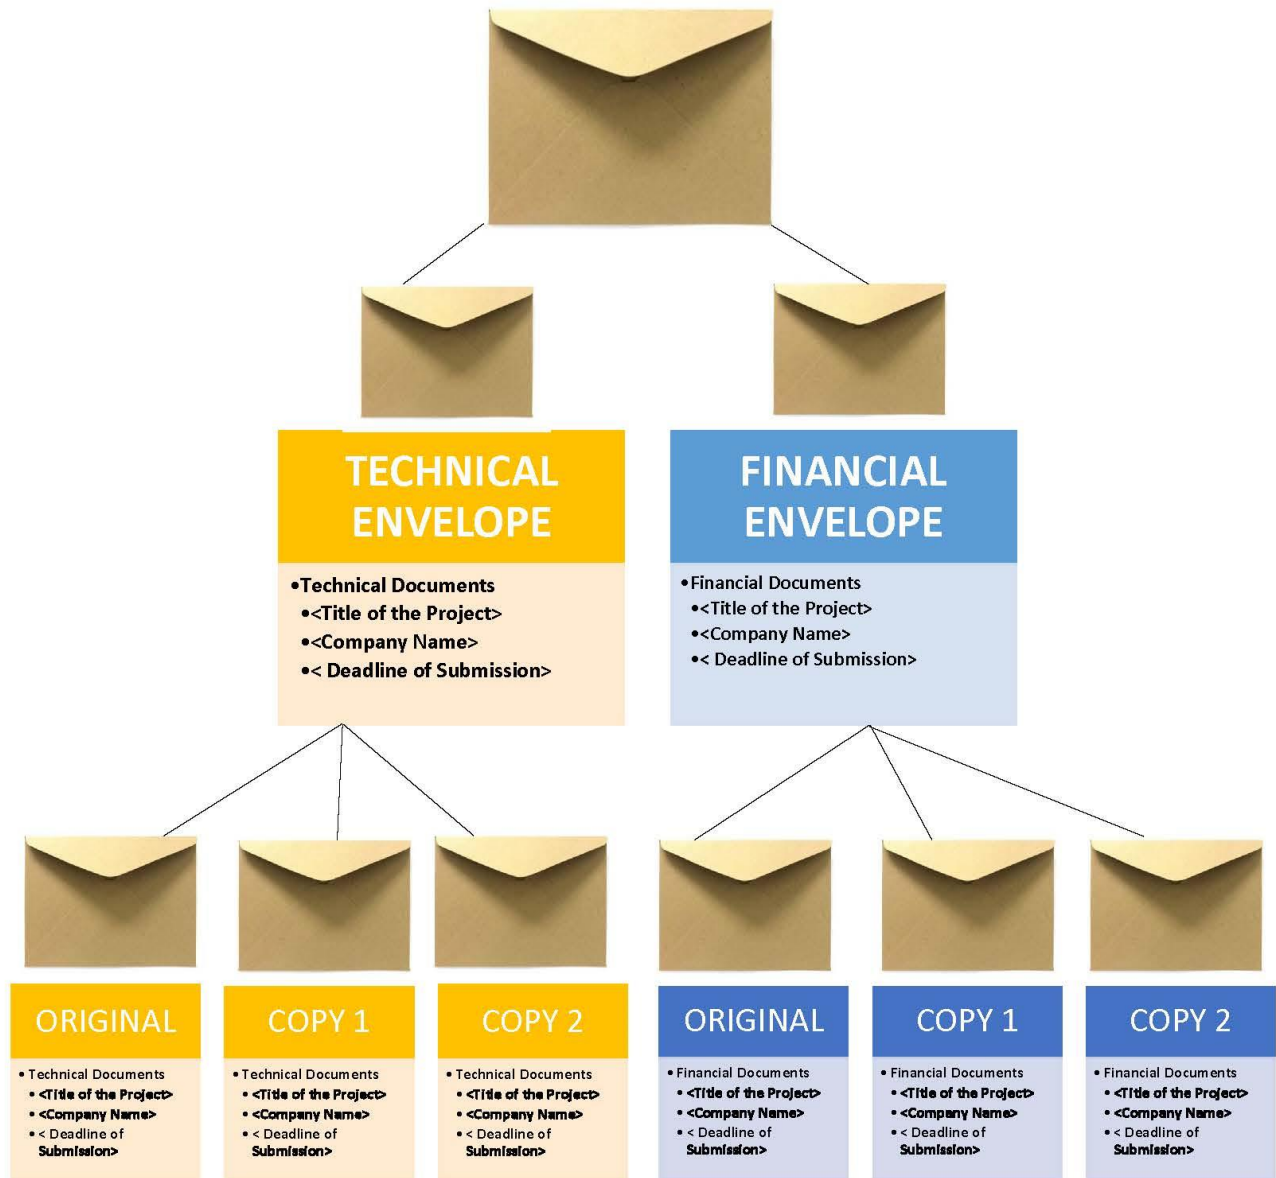 TECHNICAL
ENVELOPE
•Technical Documents
•<Title of the Project>
•<Company Name>
•< Deadline of Submission>
FINANCIAL
ENVELOPE
•Financial Documents
•<Title of the Project>
•<Company Name>
•< Deadline of Submission>
ORIGINAL
• Technical Documents
• <Title of the Project>
• <Company Name>
• < Deadline of
Submission>
COPY 1
• Technical Documents
• <Title of the Project>
• <Company Name>
• < Deadline of
Submission>
COPY 2
• Technical Documents
• <Title of the Project>
• <Company Name>
• < Deadline of
Submission>
ORIGINAL
• Financial Documents
• <Title of the Project>
• <Company Name>
• < Deadline of
Submission>
COPY 1
• Financial Documents
• <Title of the Project>
• <Company Name>
• < Deadline of
Submission>
COPY 2
• Financial Documents
• <Title of the Project>
• <Company Name>
• < Deadline of
Submission>